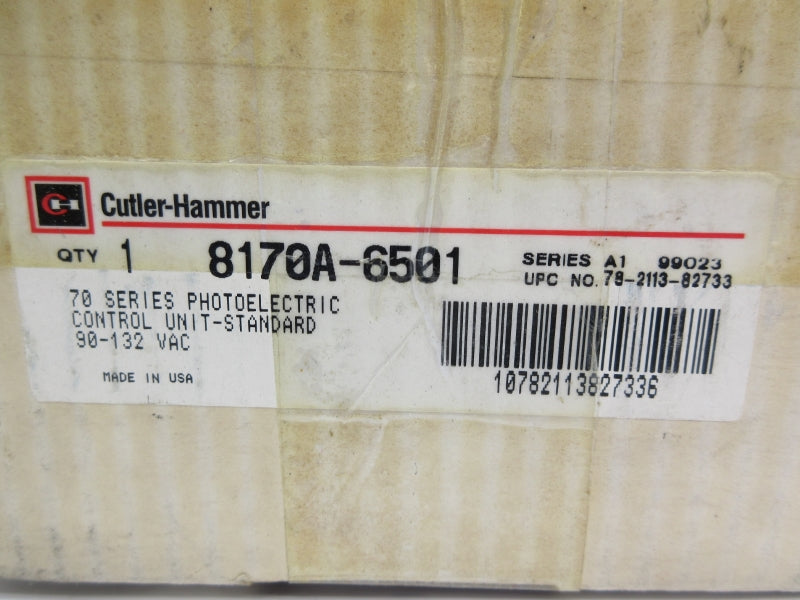 CH Cutler-Hammer
QTY 1 8170A-6501 SERIES A1 99023
UPC NO. 78-2113-82733
70 SERIES PHOTOELECTRIC
CONTROL UNIT-STANDARD
90-132 VAC
MADE IN USA
10782113827336